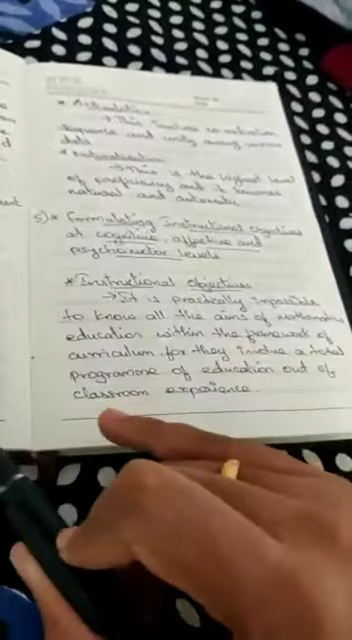 * Articulation
→ This involves co-ordination
sequence and unity among various
acts
* Naturalisation
→ This is the highest level
of proficiency and it becomes
natural and automatic
5) * Formulating Instructional Objectives
at cognitive, affective and
psychomotor levels
* Instructional Objectives
→ It is practically impossible
to know all the aims of mathematics
education within the framework of
curriculum for they involve a total
programme of education out of
classroom experience